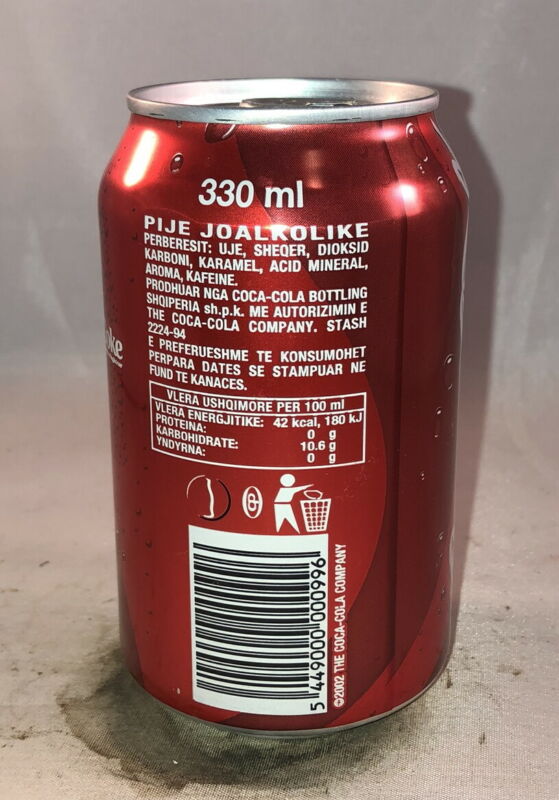 330 ml
PIJE JOALKOLIKE
PERBERESIT: UJE, SHEQER, DIOKSID
KARBONI, KARAMEL, ACID MINERAL,
AROMA, KAFEINE.
PRODHUAR NGA COCA-COLA BOTTLING
SHQIPERIA sh.p.k. ME AUTORIZIMIN E
THE COCA-COLA COMPANY. STASH
2224-94
E PREFERUESHME TE KONSUMOHET
PERPARA DATES SE STAMPUAR NE
FUND TE KANACES.
VLERA USHQIMORE PER 100 ml
VLERA ENERGJITIKE: 42 kcal, 180 kJ
PROTEINA: 0 g
KARBOHIDRATE: 10.6 g
YNDYRNA: 0 g
5 449000 000996
©2002 THE COCA-COLA COMPANY